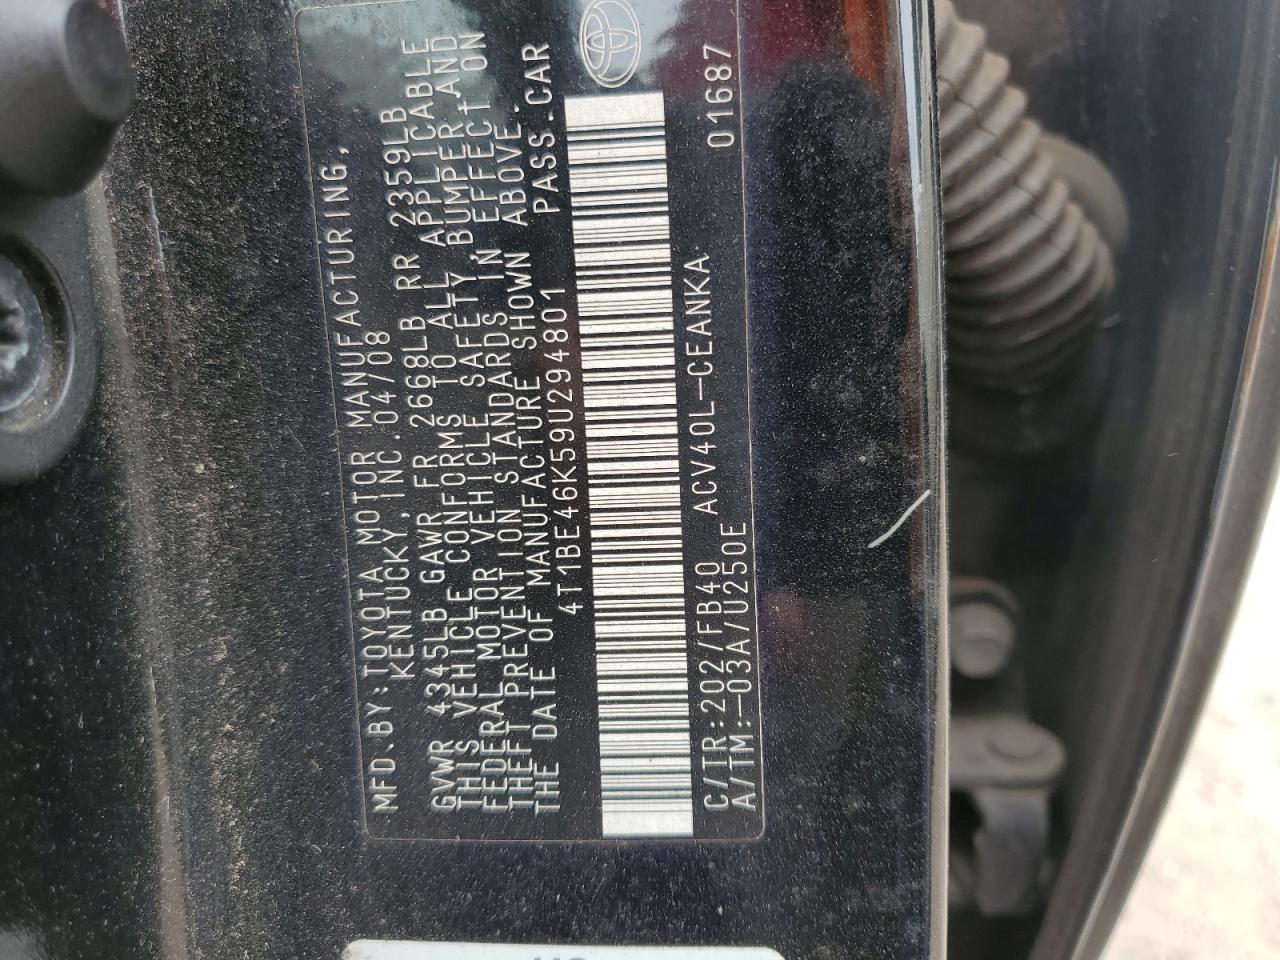 MFD.BY:TOYOTA MOTOR MANUFACTURING,
KENTUCKY,INC.04/08
GVWR 4345LB GAWR FR 2668LB RR 2359LB
THIS VEHICLE CONFORMS TO ALL APPLICABLE
FEDERAL MOTOR VEHICLE SAFETY,BUMPER AND
THEFT PREVENTION STANDARDS IN EFFECT ON
THE DATE OF MANUFACTURE SHOWN ABOVE.
4T1BE46K59U294801 PASS.CAR
C/TR:202/FB40 ACV40L-CEANKA 01687
A/TM:-03A/U250E